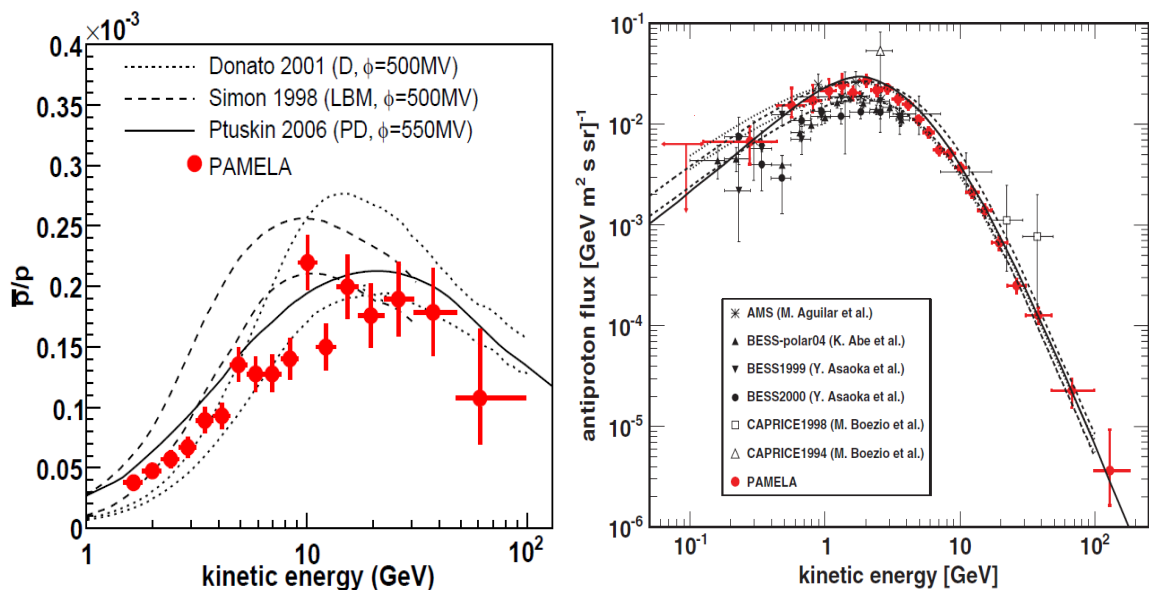 ×10⁻³
0.4
0.35
0.3
0.25
0.2
0.15
0.1
0.05
0
p̅/p
Donato 2001 (D, ϕ=500MV)
Simon 1998 (LBM, ϕ=500MV)
Ptuskin 2006 (PD, ϕ=550MV)
PAMELA
1
10
10²
kinetic energy (GeV)
10⁻¹
10⁻²
10⁻³
10⁻⁴
10⁻⁵
10⁻⁶
antiproton flux [GeV m² s sr]⁻¹
AMS (M. Aguilar et al.)
BESS-polar04 (K. Abe et al.)
BESS1999 (Y. Asaoka et al.)
BESS2000 (Y. Asaoka et al.)
CAPRICE1998 (M. Boezio et al.)
CAPRICE1994 (M. Boezio et al.)
PAMELA
10⁻¹
1
10
10²
kinetic energy [GeV]